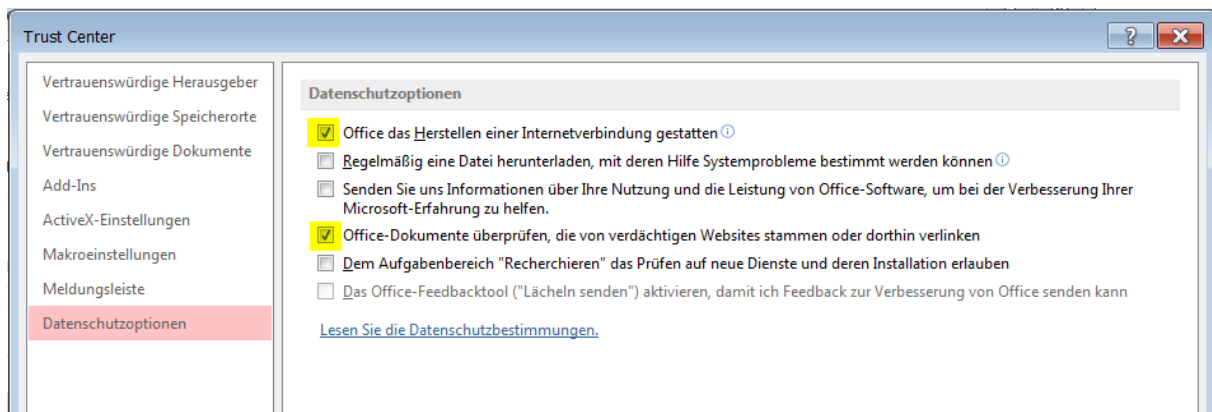 Trust Center
Vertrauenswürdige Herausgeber
Vertrauenswürdige Speicherorte
Vertrauenswürdige Dokumente
Add-Ins
ActiveX-Einstellungen
Makroeinstellungen
Meldungsleiste
Datenschutzoptionen
Datenschutzoptionen
Office das Herstellen einer Internetverbindung gestatten
Regelmäßig eine Datei herunterladen, mit deren Hilfe Systemprobleme bestimmt werden können
Senden Sie uns Informationen über Ihre Nutzung und die Leistung von Office-Software, um bei der Verbesserung Ihrer
Microsoft-Erfahrung zu helfen.
Office-Dokumente überprüfen, die von verdächtigen Websites stammen oder dorthin verlinken
Dem Aufgabenbereich "Recherchieren" das Prüfen auf neue Dienste und deren Installation erlauben
Das Office-Feedbacktool ("Lächeln senden") aktivieren, damit ich Feedback zur Verbesserung von Office senden kann
Lesen Sie die Datenschutzbestimmungen.